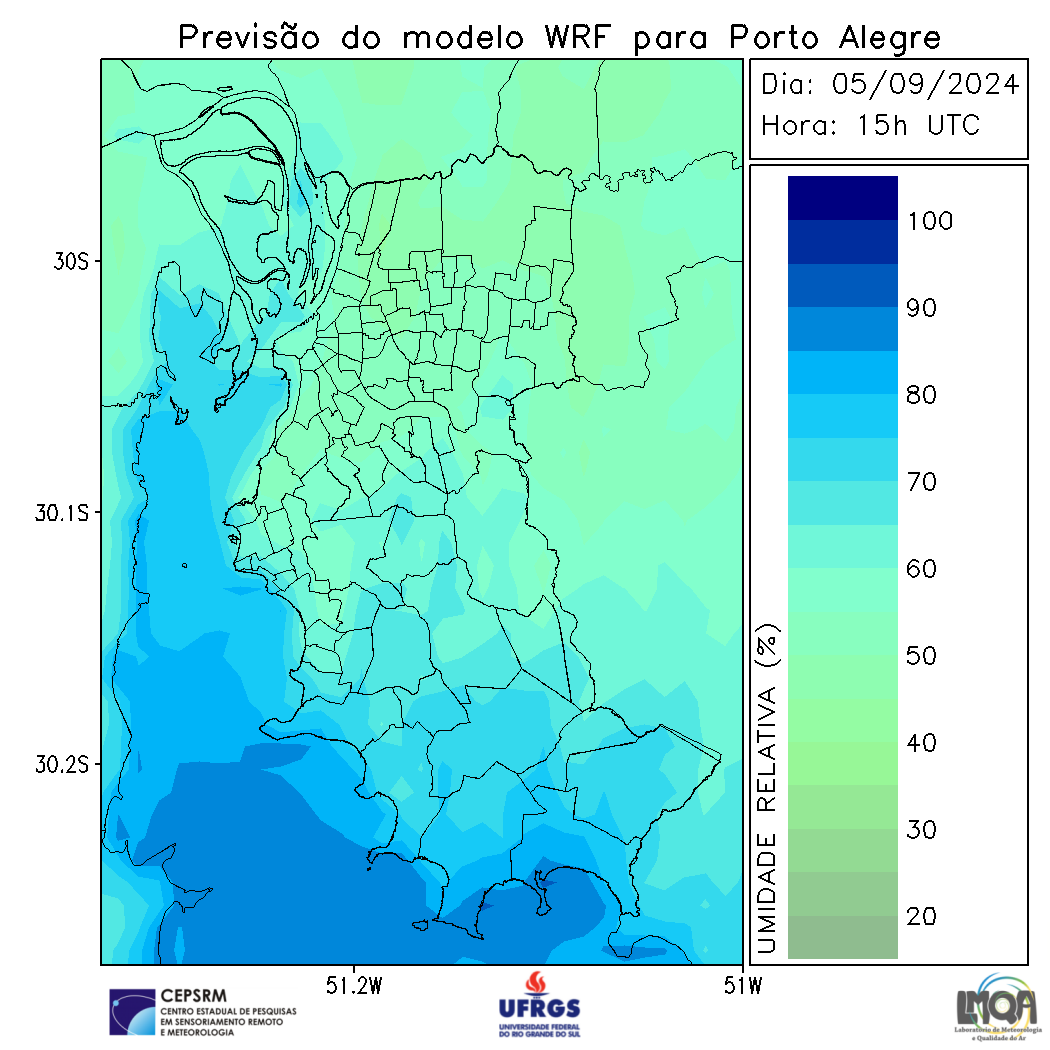 Previsão do modelo WRF para Porto Alegre
Dia: 05/09/2024
Hora: 15h UTC
30S
30.1S
30.2S
51.2W
51W
UMIDADE RELATIVA (%)
100
90
80
70
60
50
40
30
20
CEPSRM
CENTRO ESTADUAL DE PESQUISAS
EM SENSORIAMENTO REMOTO
E METEOROLOGIA
UFRGS
UNIVERSIDADE FEDERAL
DO RIO GRANDE DO SUL
LMQA
Laboratório de Meteorologia
e Qualidade do Ar